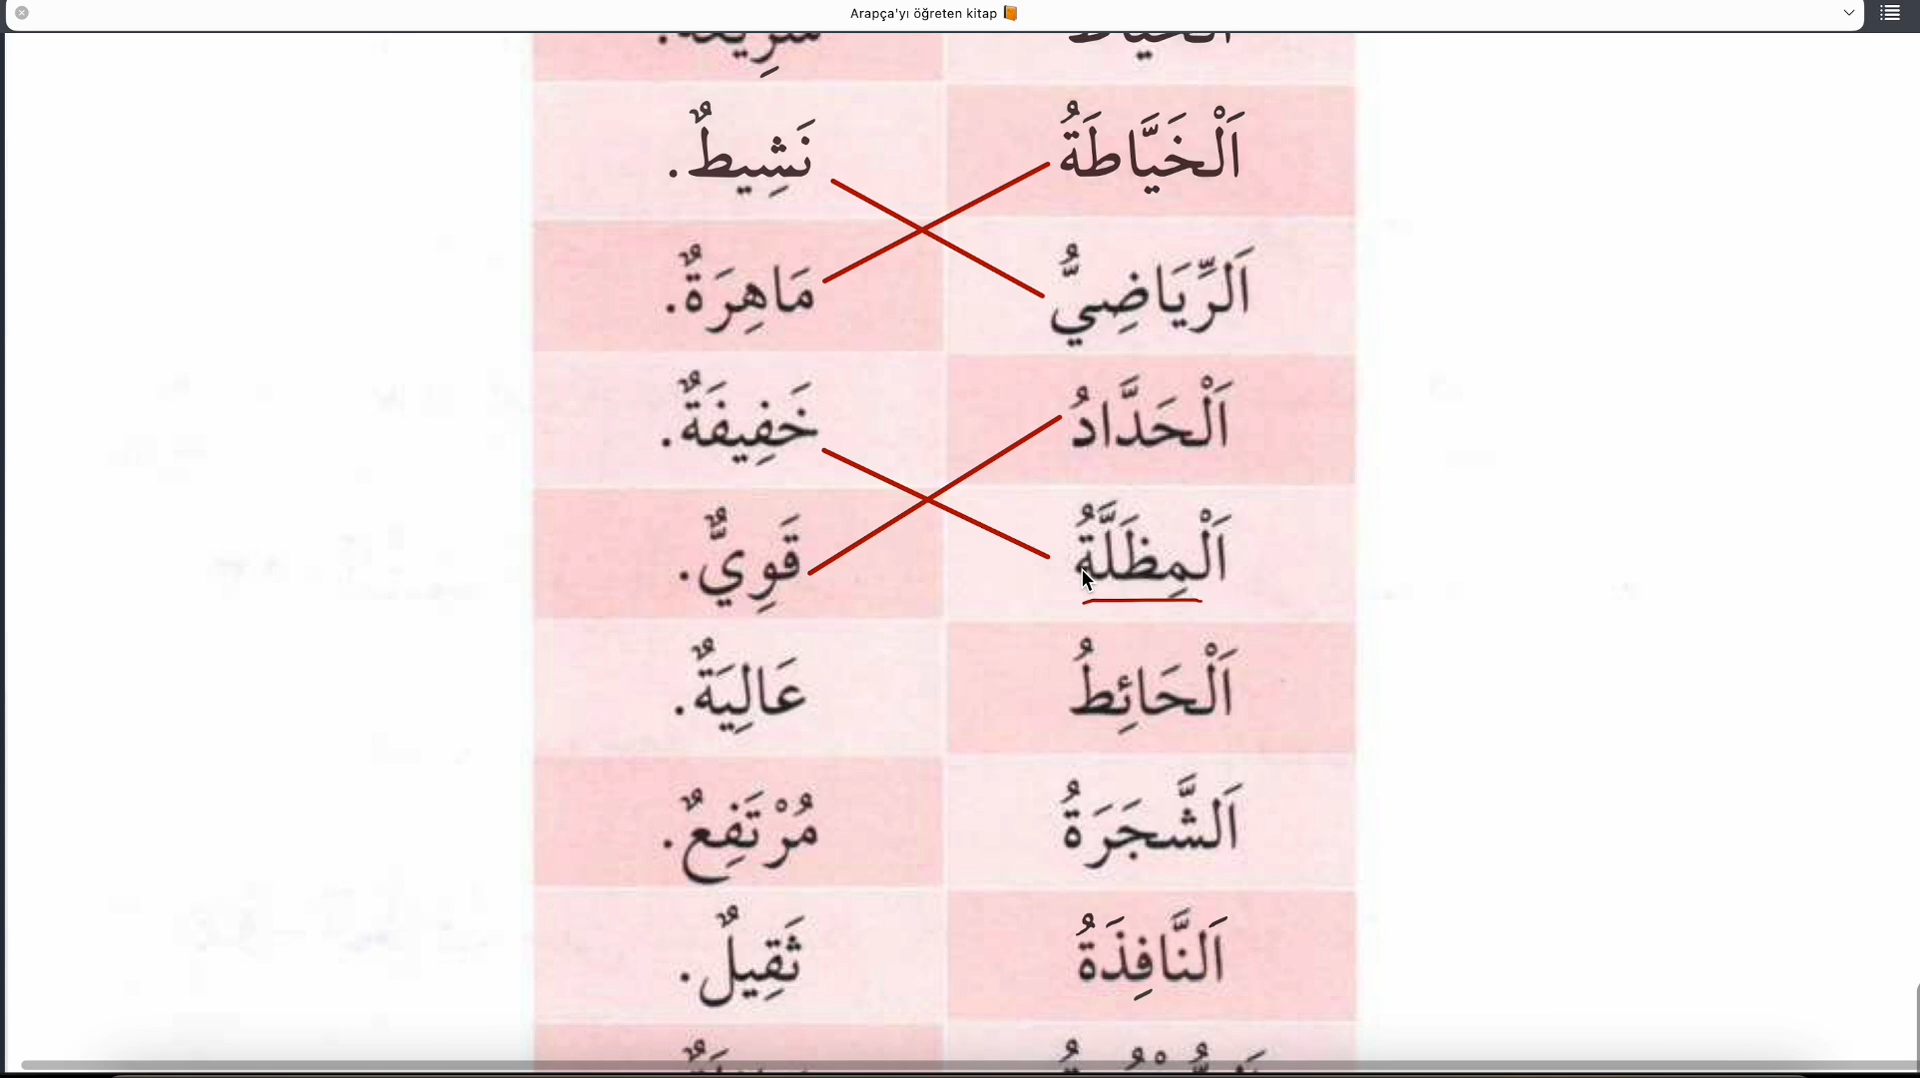 Arapça'yı öğreten kitap
اَلْخَيَّاطَةُ نَشِيطٌ.
اَلرِّيَاضِيُّ مَاهِرَةٌ.
اَلْحَدَّادُ خَفِيفَةٌ.
اَلْمِظَلَّةُ قَوِيٌّ.
اَلْحَائِطُ عَالِيَةٌ.
اَلشَّجَرَةُ مُرْتَفِعٌ.
اَلنَّافِذَةُ ثَقِيلٌ.